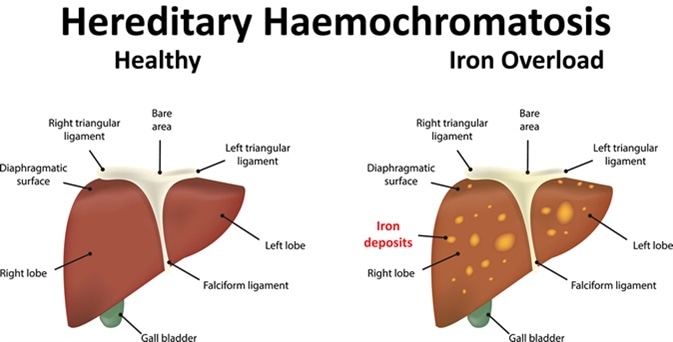 Hereditary Haemochromatosis
Healthy
Right triangular
ligament
Bare
area
Left triangular
ligament
Diaphragmatic
surface
Left lobe
Right lobe
Falciform ligament
Gall bladder
Iron Overload
Right triangular
ligament
Bare
area
Left triangular
ligament
Diaphragmatic
surface
Iron
deposits
Left lobe
Right lobe
Falciform ligament
Gall bladder